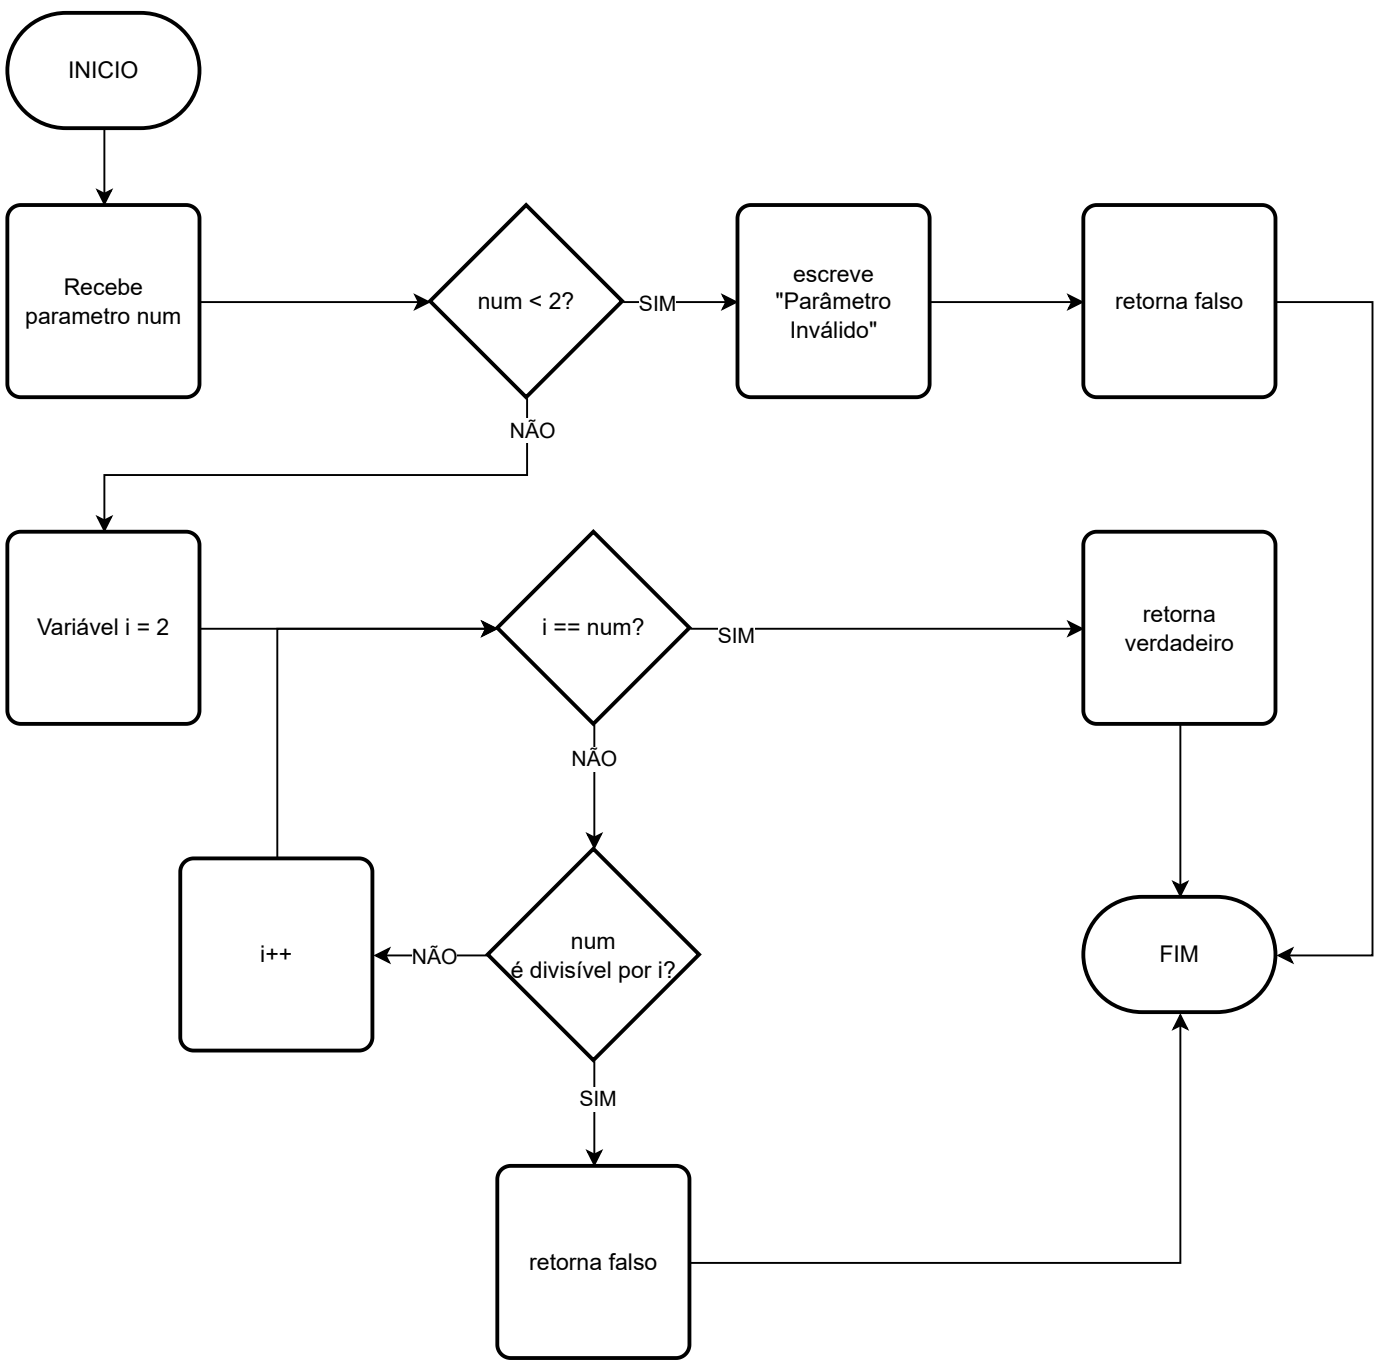 INICIO
Recebe
parametro num
num < 2?
SIM
escreve
"Parâmetro
Inválido"
retorna falso
NÃO
Variável i = 2
i == num?
SIM
retorna
verdadeiro
NÃO
i++
NÃO
num
é divisível por i?
FIM
SIM
retorna falso